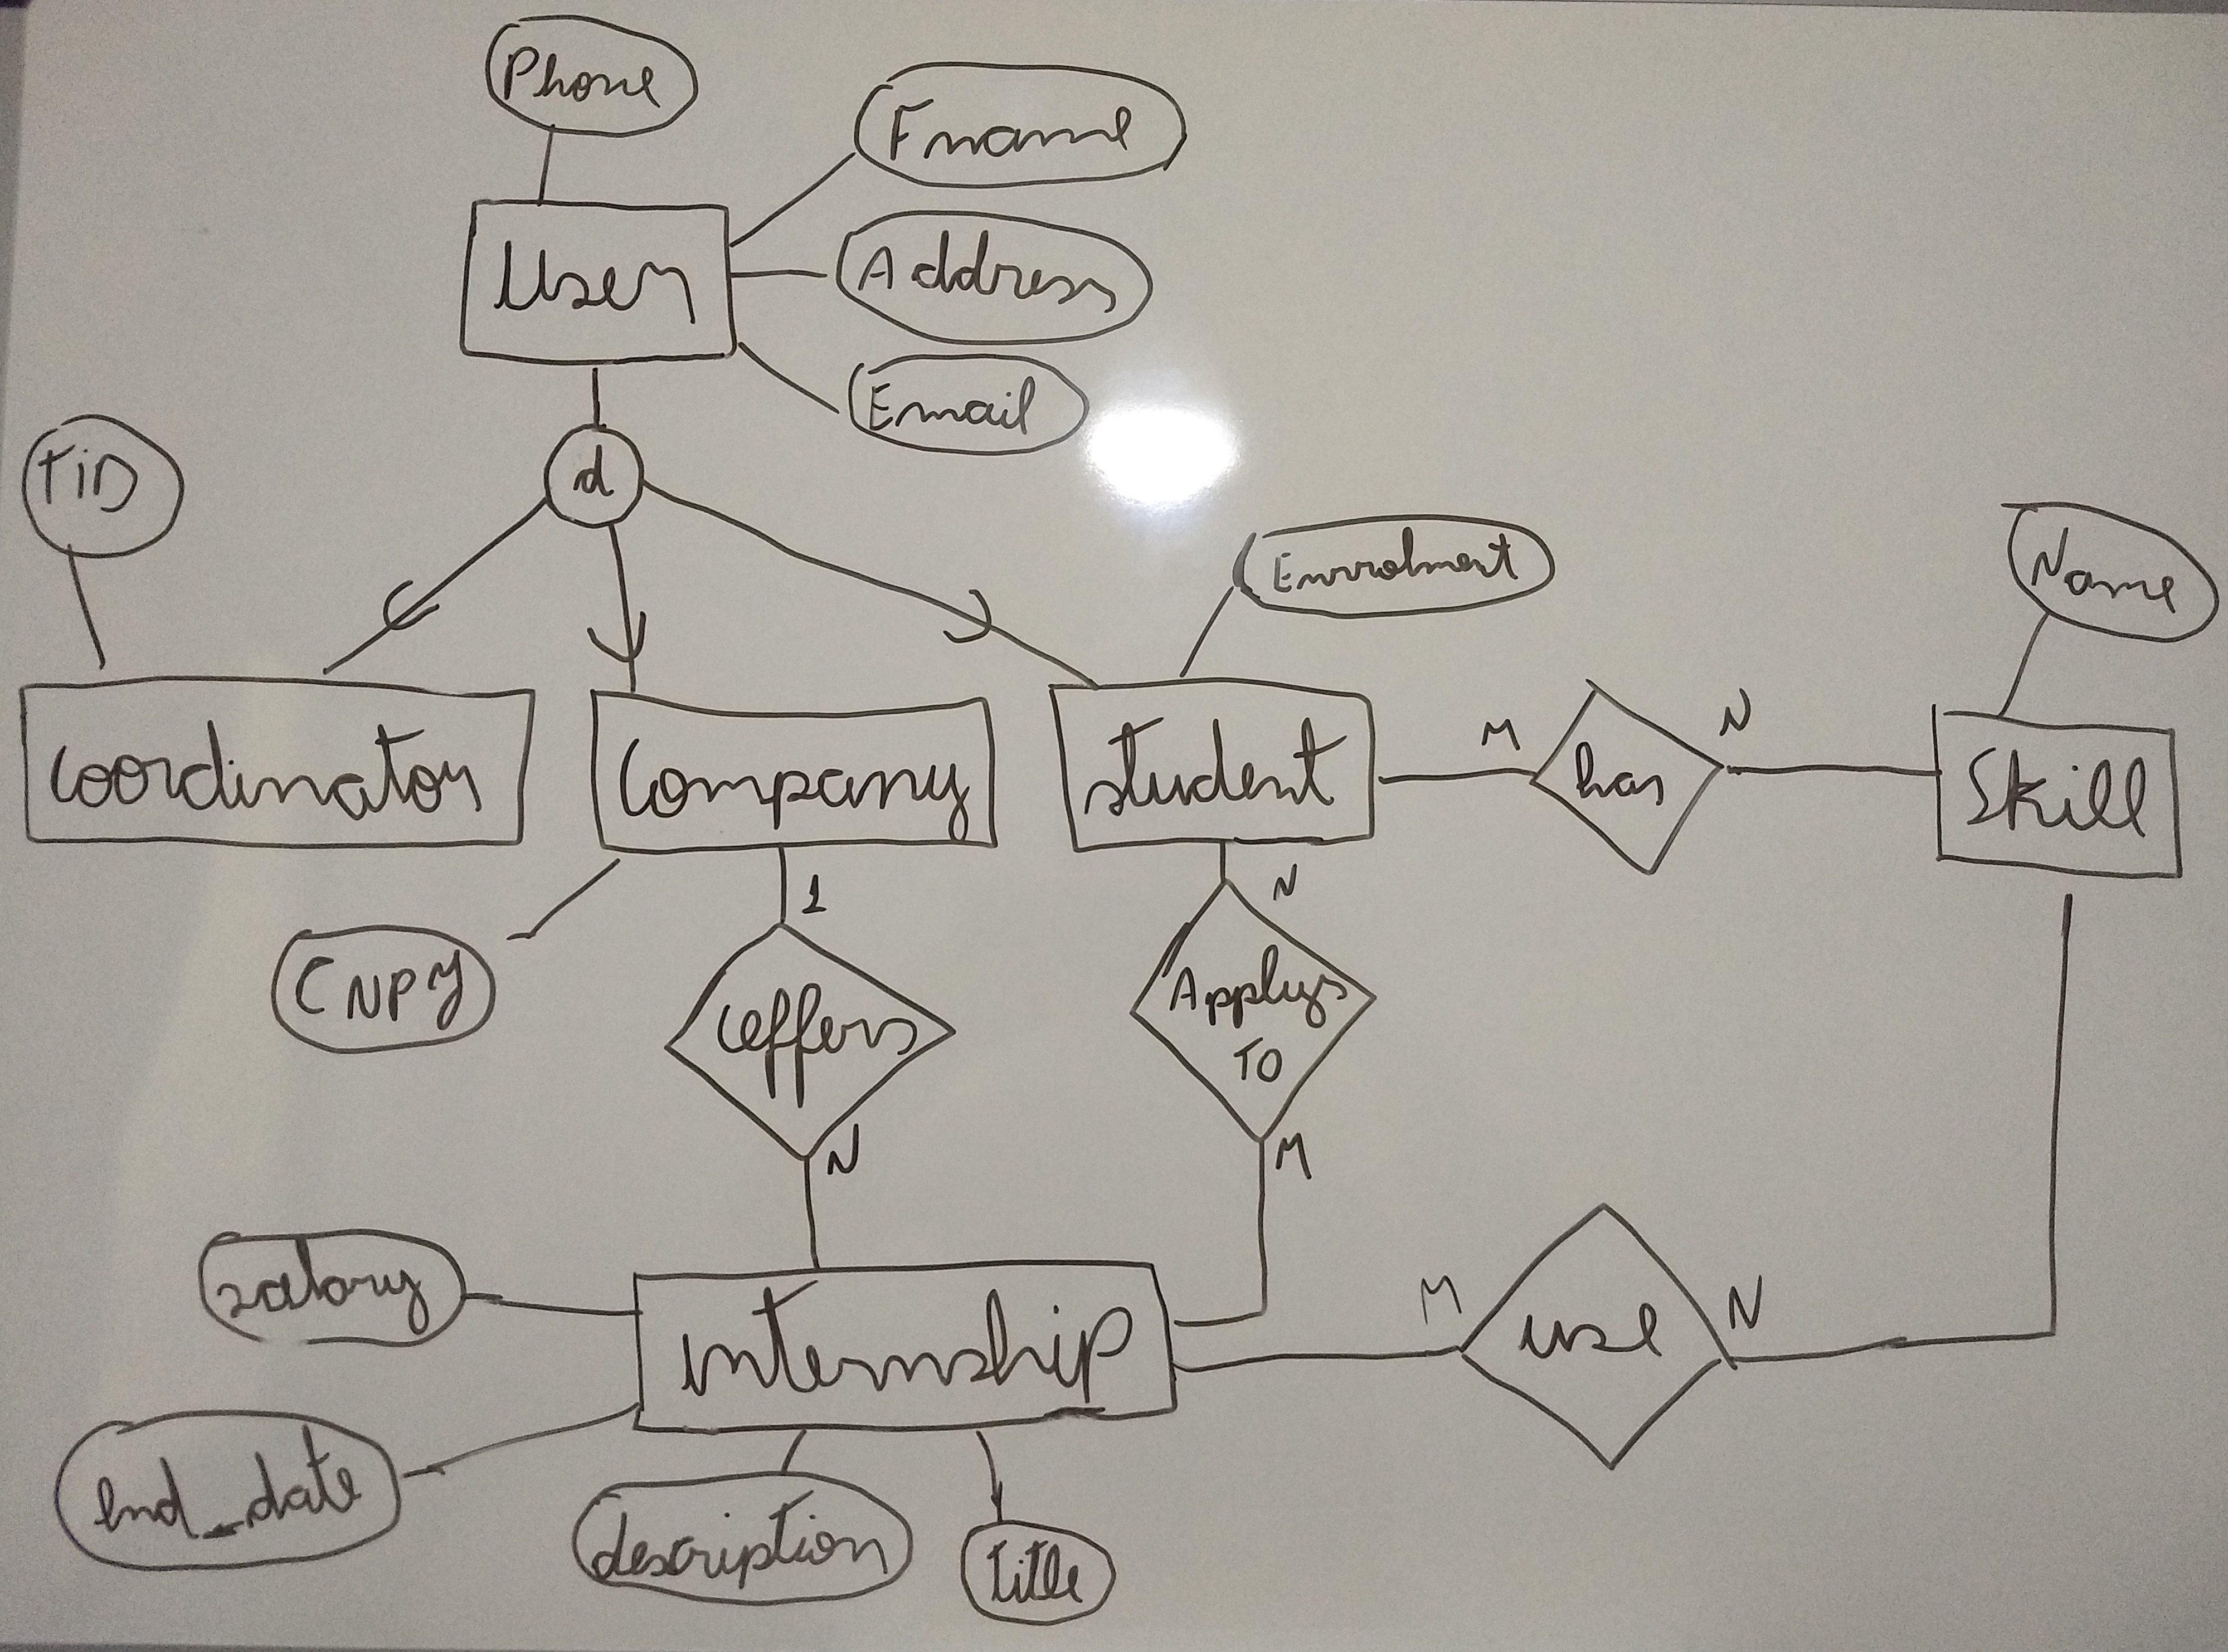 Phone
Fname
User
Address
Email
d
TiD
Enrrolment
Name
Coordinator
Company
student
M
has
N
Skill
1
N
CNPJ
offers
Applys
TO
N
M
salary
internship
M
use
N
end_date
description
title